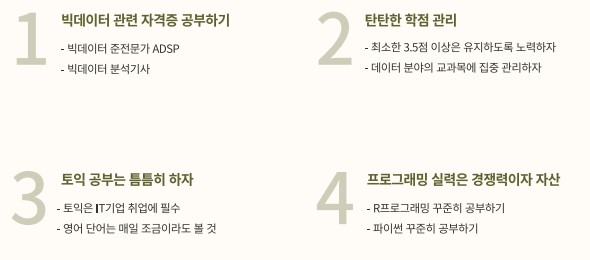 1 빅데이터 관련 자격증 공부하기
- 빅데이터 준전문가 ADSP
- 빅데이터 분석기사
2 탄탄한 학점 관리
- 최소한 3.5점 이상은 유지하도록 노력하자
- 데이터 분야의 교과목에 집중 관리하자
3 토익 공부는 틈틈히 하자
- 토익은 IT기업 취업에 필수
- 영어 단어는 매일 조금이라도 볼 것
4 프로그래밍 실력은 경쟁력이자 자산
- R프로그래밍 꾸준히 공부하기
- 파이썬 꾸준히 공부하기